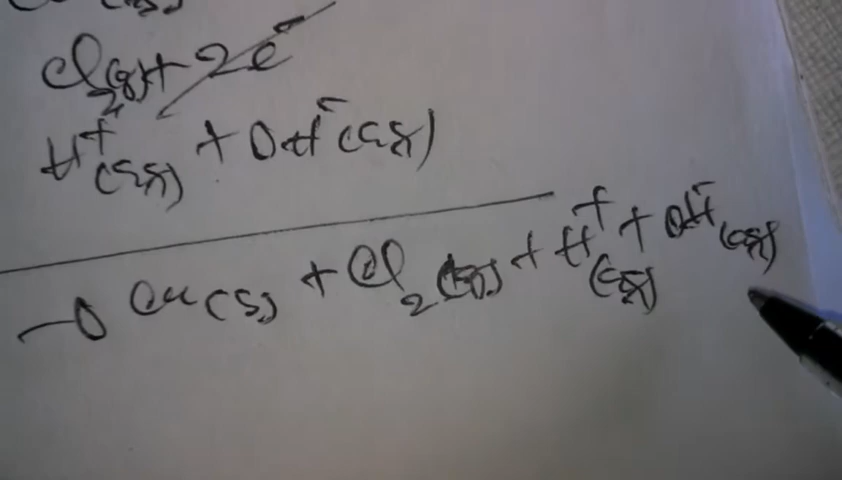 Cl₂(g) + 2e⁻
H⁺(aq) + OH⁻(aq)
→ Cu(s) + Cl₂(g) + H⁺(aq) + OH⁻(aq)